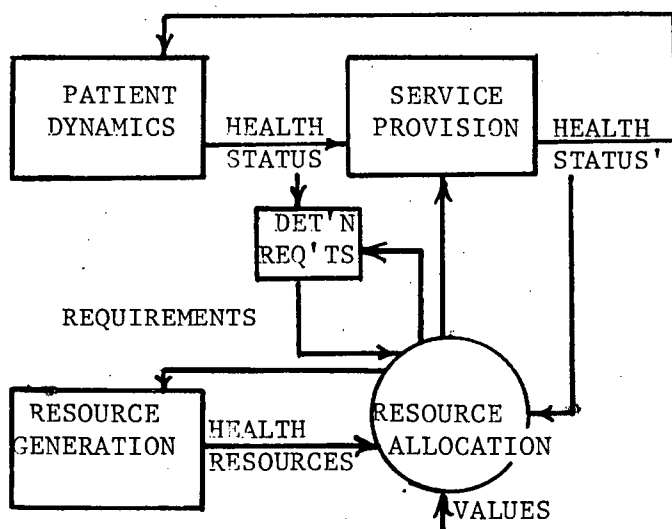 PATIENT
DYNAMICS
HEALTH
STATUS
SERVICE
PROVISION
HEALTH
STATUS'
DET'N
REQ'TS
REQUIREMENTS
RESOURCE
GENERATION
HEALTH
RESOURCES
RESOURCE
ALLOCATION
VALUES